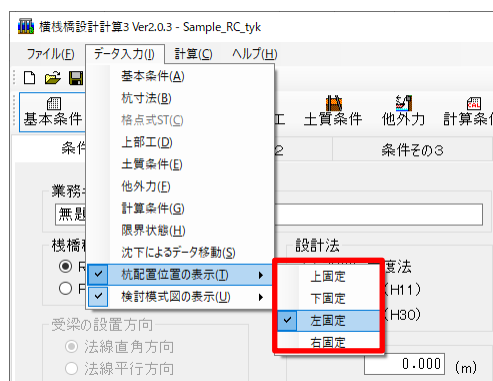 横桟橋設計計算3 Ver2.0.3 - Sample_RC_tyk
ファイル(F) データ入力(I) 計算(C) ヘルプ(H)
基本条件(A)
杭寸法(B)
格点式ST(C)
上部工(D)
土質条件(E)
他外力(F)
計算条件(G)
限界状態(H)
沈下によるデータ移動(S)
杭配置位置の表示(T)
検討模式図の表示(U)
上固定
下固定
左固定
右固定
基本条件 工 土質条件 他外力 計算条件
条件 2 条件その3
業務
無題
桟橋 設計法
R 度法
P (H11)
(H30)
受梁の設置方向
法線直角方向
法線平行方向
0.000 (m)